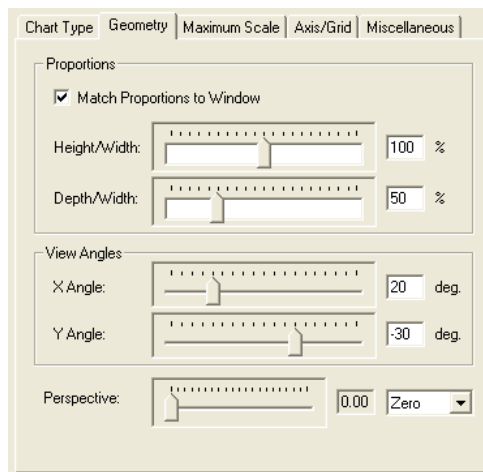 Chart Type Geometry Maximum Scale Axis/Grid Miscellaneous
Proportions
Match Proportions to Window
Height/Width: 100 %
Depth/Width: 50 %
View Angles
X Angle: 20 deg.
Y Angle: -30 deg.
Perspective: 0.00 Zero